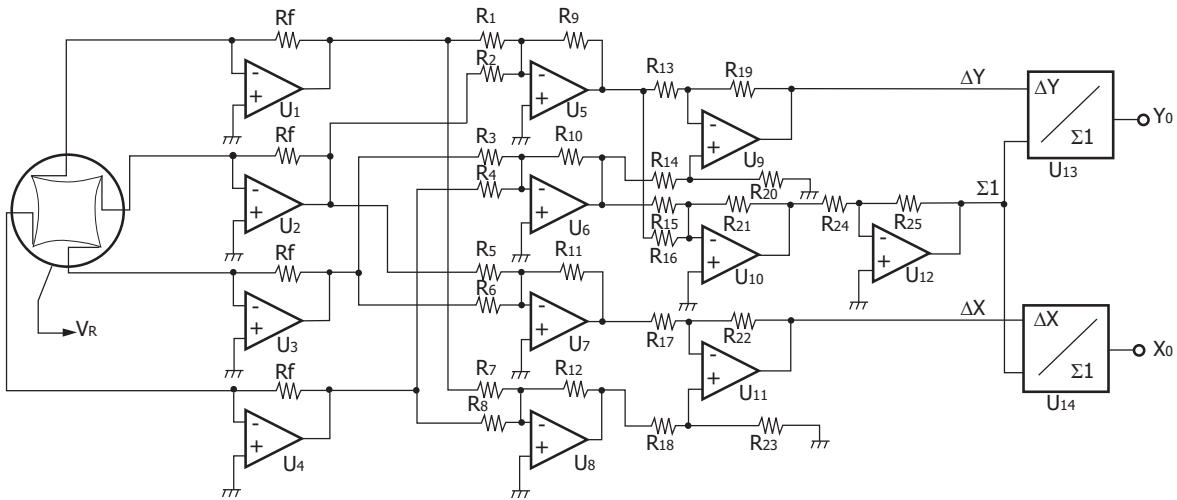 Rf R1 R9
R2
R13 R19
- + U1 - + U5
ΔY ΔY
Y0
Σ1
U13
Rf R3 R10
R4
- + U9
R14
R20
- + U2 - + U6
R15 R21 R24 R25
Σ1
R16
- + U10 - + U12
Rf R5 R11
R6
VR
- + U3 - + U7
R17 R22
ΔX ΔX
X0
Σ1
U14
Rf R7 R12
R8
- + U11
- + U4 - + U8
R18 R23